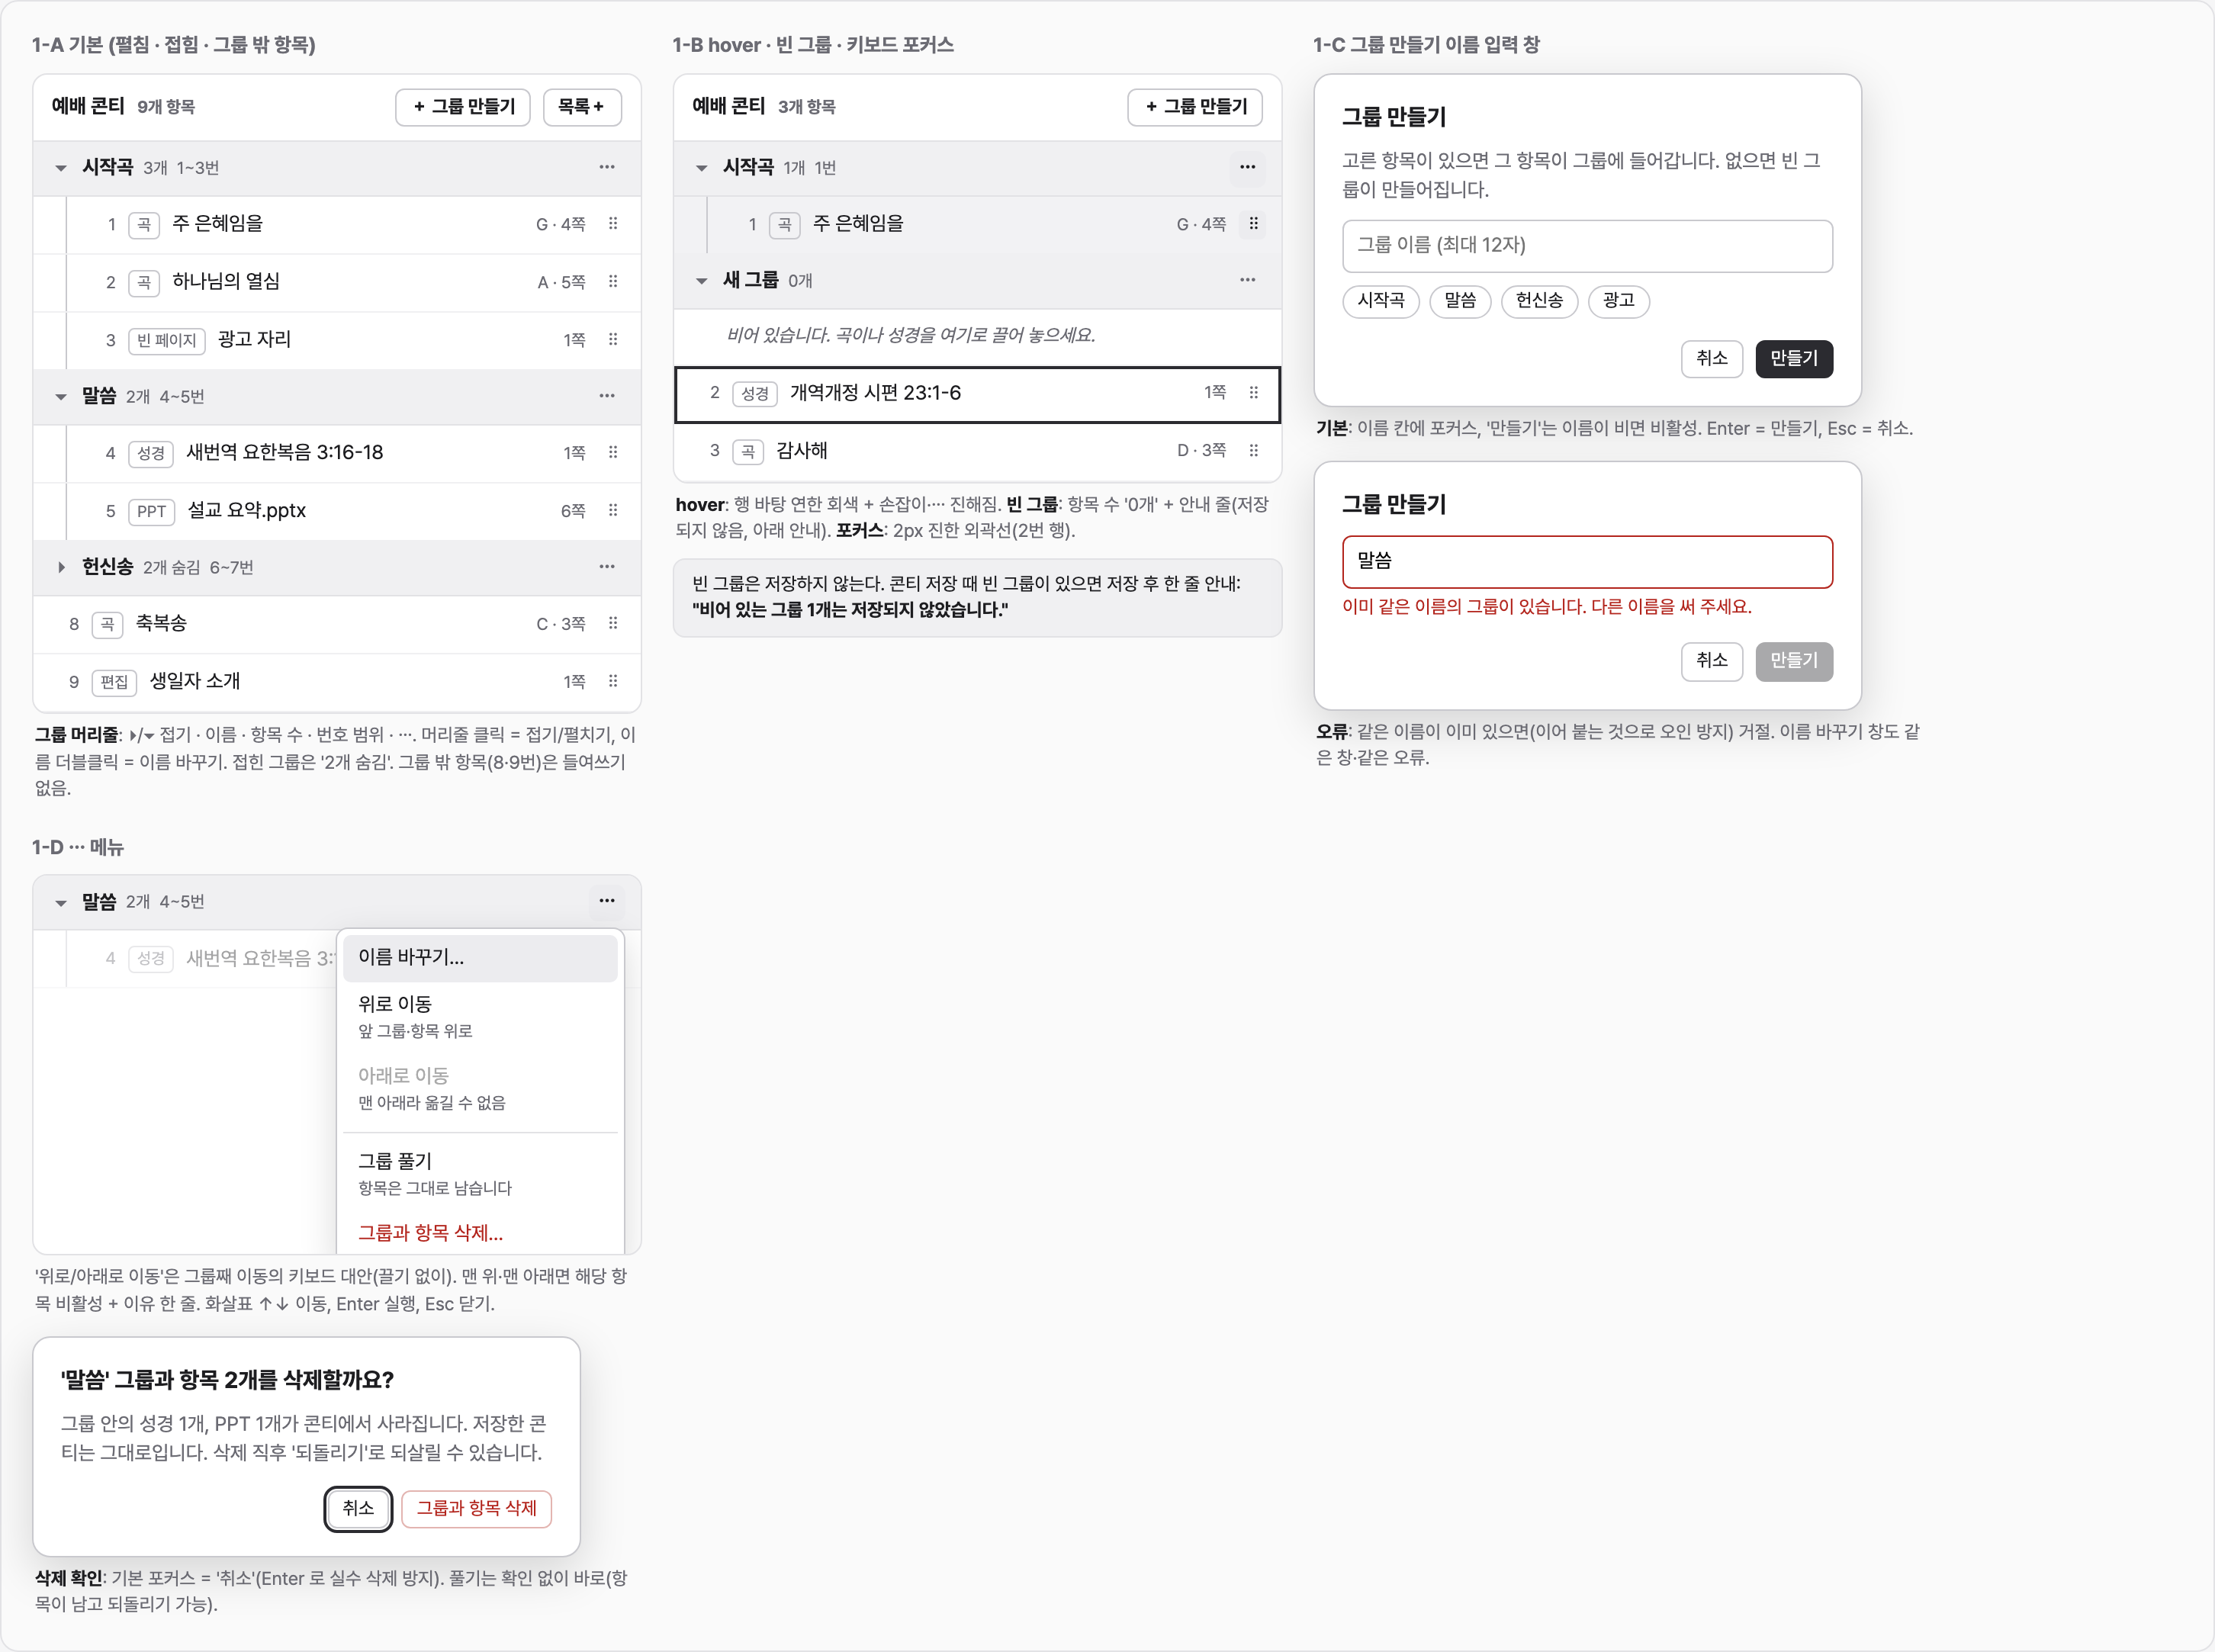 1-A 기본 (펼침 · 접힘 · 그룹 밖 항목)
예배 콘티 9개 항목 + 그룹 만들기 목록 +
시작곡 3개 1~3번 ···
1 곡 주 은혜임을 G · 4쪽
2 곡 하나님의 열심 A · 5쪽
3 빈 페이지 광고 자리 1쪽
말씀 2개 4~5번 ···
4 성경 새번역 요한복음 3:16-18 1쪽
5 PPT 설교 요약.pptx 6쪽
헌신송 2개 숨김 6~7번 ···
8 곡 축복송 C · 3쪽
9 편집 생일자 소개 1쪽
그룹 머리줄: ▸/▾ 접기 · 이름 · 항목 수 · 번호 범위 · ···. 머리줄 클릭 = 접기/펼치기, 이
름 더블클릭 = 이름 바꾸기. 접힌 그룹은 '2개 숨김'. 그룹 밖 항목(8·9번)은 들여쓰기
없음.
1-B hover · 빈 그룹 · 키보드 포커스
예배 콘티 3개 항목 + 그룹 만들기
시작곡 1개 1번 ···
1 곡 주 은혜임을 G · 4쪽
새 그룹 0개 ···
비어 있습니다. 곡이나 성경을 여기로 끌어 놓으세요.
2 성경 개역개정 시편 23:1-6 1쪽
3 곡 감사해 D · 3쪽
hover: 행 바탕 연한 회색 + 손잡이···· 진해짐. 빈 그룹: 항목 수 '0개' + 안내 줄(저장
되지 않음, 아래 안내). 포커스: 2px 진한 외곽선(2번 행).
빈 그룹은 저장하지 않는다. 콘티 저장 때 빈 그룹이 있으면 저장 후 한 줄 안내:
"비어 있는 그룹 1개는 저장되지 않았습니다."
1-C 그룹 만들기 이름 입력 창
그룹 만들기
고른 항목이 있으면 그 항목이 그룹에 들어갑니다. 없으면 빈 그
룹이 만들어집니다.
그룹 이름 (최대 12자)
시작곡 말씀 헌신송 광고
취소 만들기
기본: 이름 칸에 포커스, '만들기'는 이름이 비면 비활성. Enter = 만들기, Esc = 취소.
그룹 만들기
말씀
이미 같은 이름의 그룹이 있습니다. 다른 이름을 써 주세요.
취소 만들기
오류: 같은 이름이 이미 있으면(이어 붙는 것으로 오인 방지) 거절. 이름 바꾸기 창도 같
은 창·같은 오류.
1-D ··· 메뉴
말씀 2개 4~5번 ···
4 성경 새번역 요한복음 3:
이름 바꾸기...
위로 이동
앞 그룹·항목 위로
아래로 이동
맨 아래라 옮길 수 없음
그룹 풀기
항목은 그대로 남습니다
그룹과 항목 삭제...
'위로/아래로 이동'은 그룹째 이동의 키보드 대안(끌기 없이). 맨 위·맨 아래면 해당 항
목 비활성 + 이유 한 줄. 화살표 ↑↓ 이동, Enter 실행, Esc 닫기.
'말씀' 그룹과 항목 2개를 삭제할까요?
그룹 안의 성경 1개, PPT 1개가 콘티에서 사라집니다. 저장한 콘
티는 그대로입니다. 삭제 직후 '되돌리기'로 되살릴 수 있습니다.
취소 그룹과 항목 삭제
삭제 확인: 기본 포커스 = '취소'(Enter 로 실수 삭제 방지). 풀기는 확인 없이 바로(항
목이 남고 되돌리기 가능).